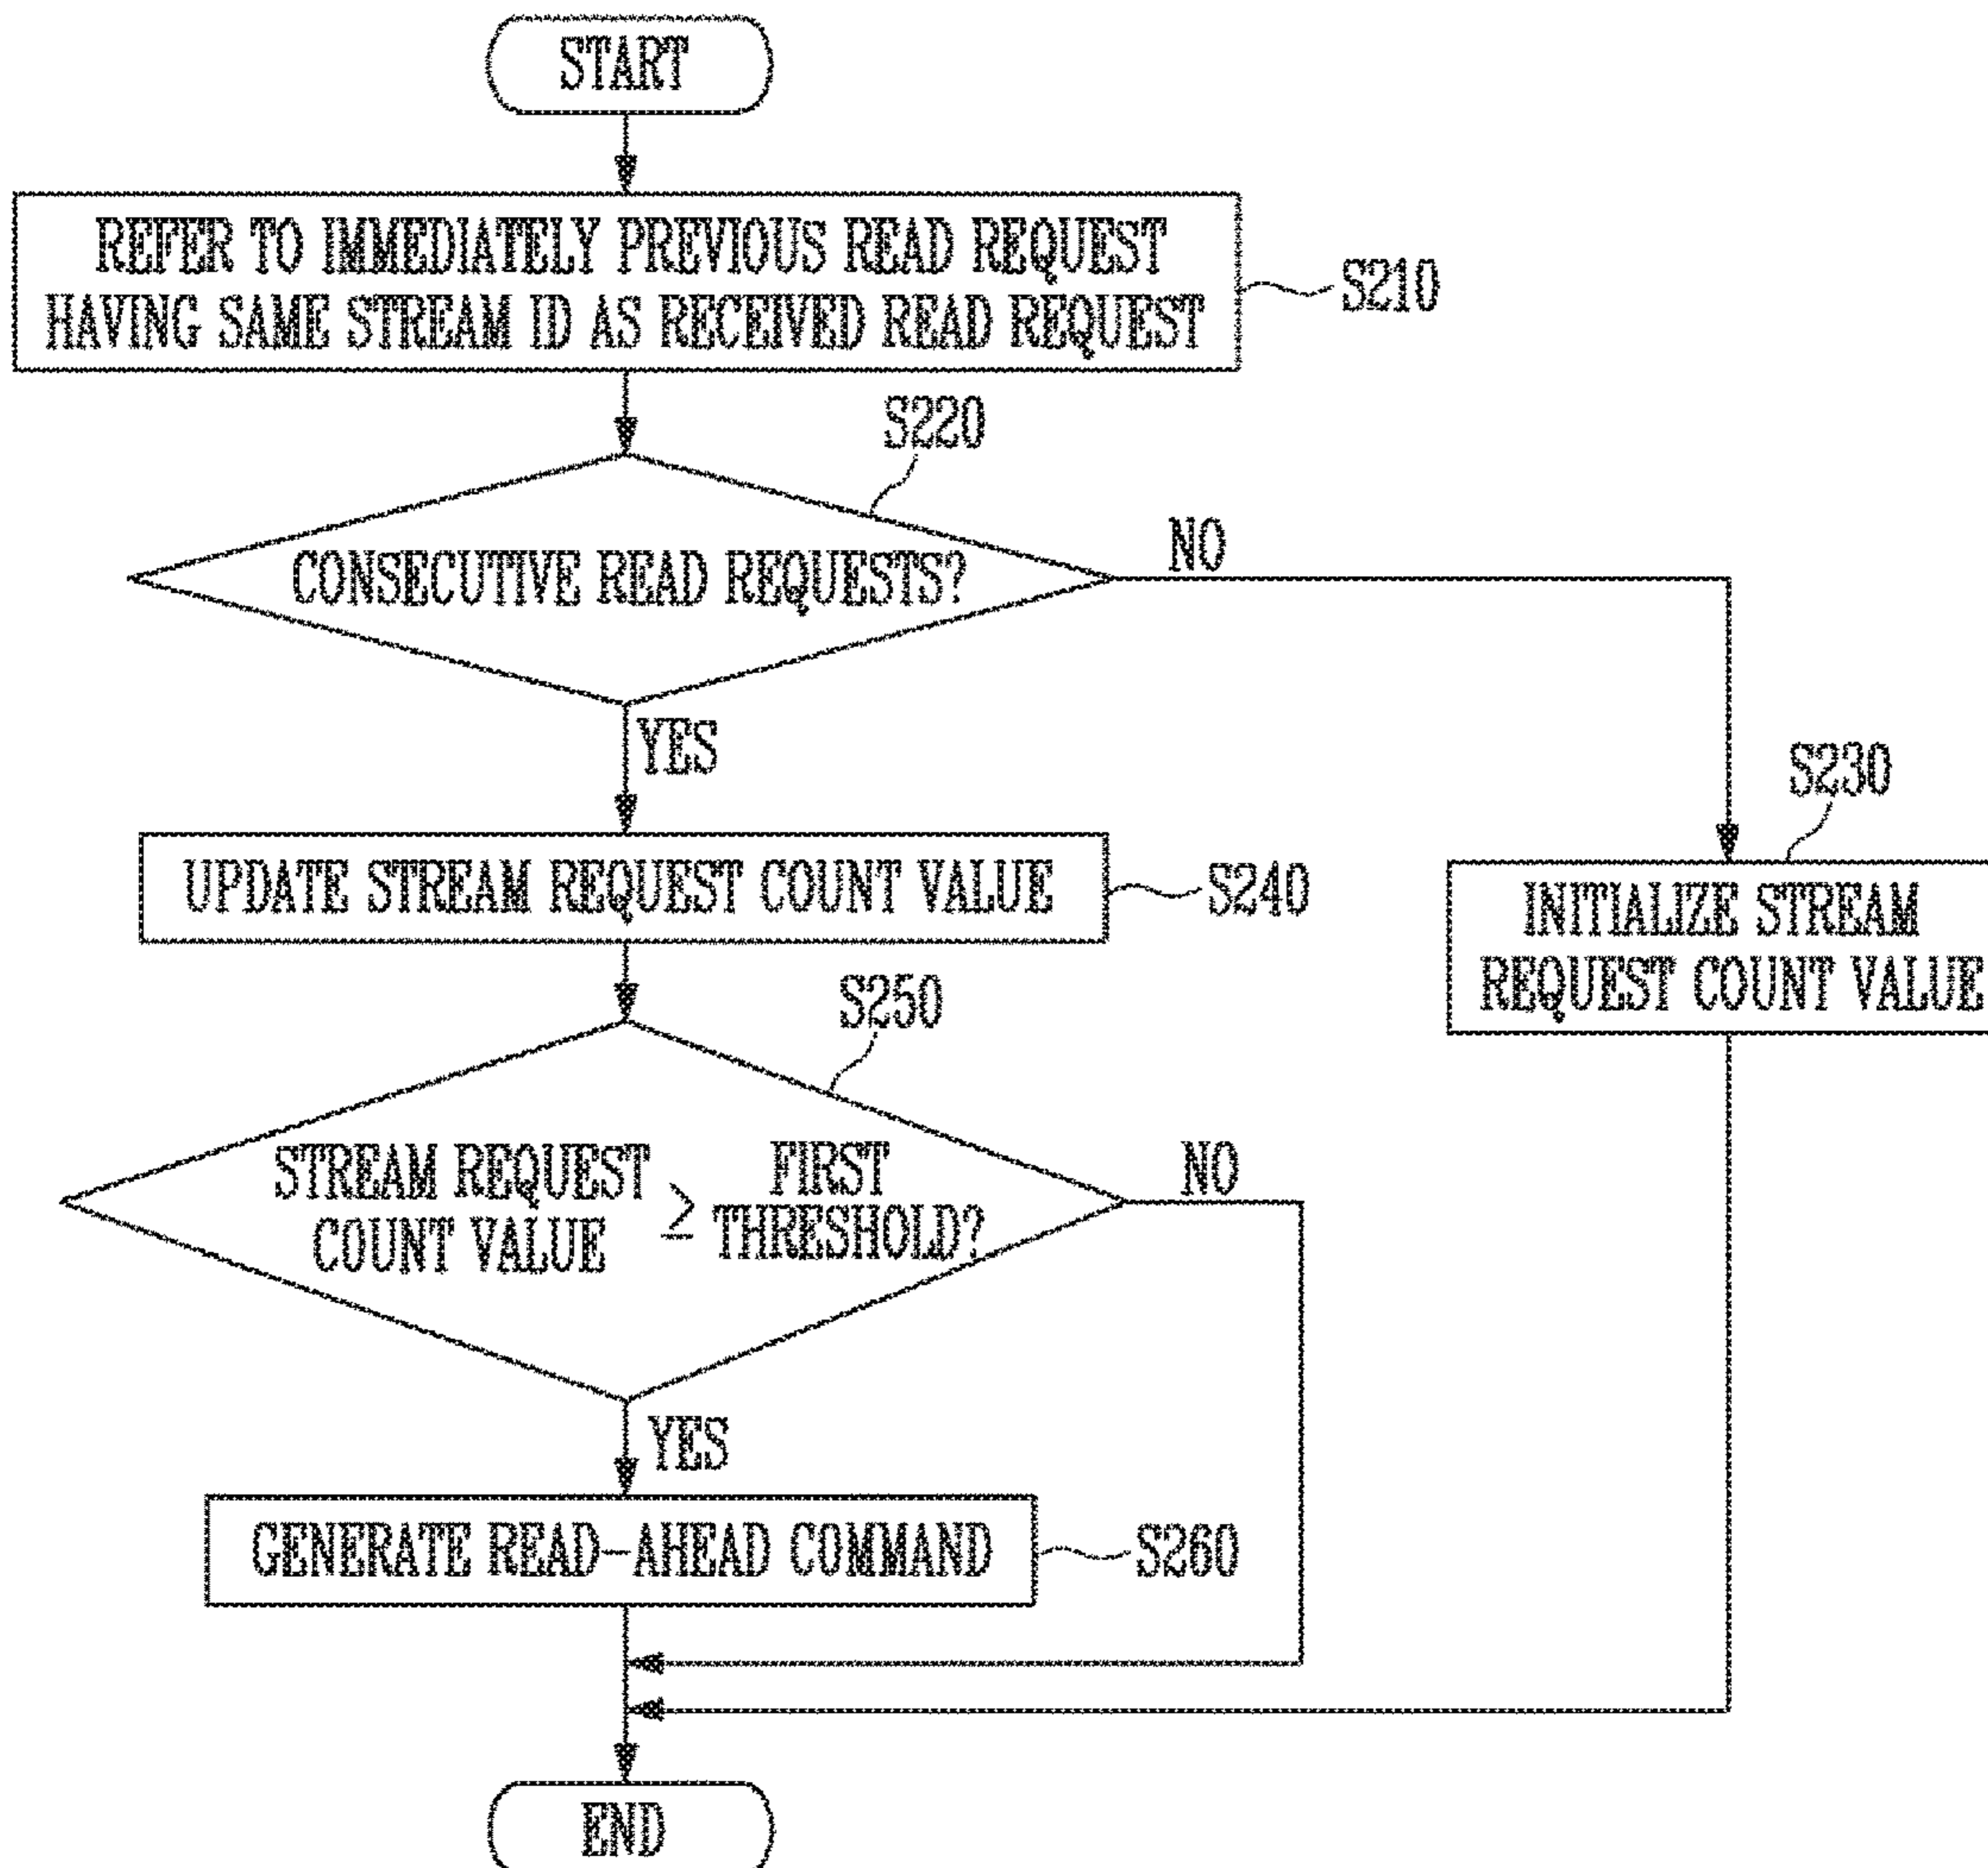 START
REFER TO IMMEDIATELY PREVIOUS READ REQUEST
HAVING SAME STREAM ID AS RECEIVED READ REQUEST
S210
S220
CONSECUTIVE READ REQUESTS?
NO
YES
S230
INITIALIZE STREAM
REQUEST COUNT VALUE
UPDATE STREAM REQUEST COUNT VALUE
S240
S250
STREAM REQUEST
COUNT VALUE
≥
FIRST
THRESHOLD?
NO
YES
GENERATE READ-AHEAD COMMAND
S260
END